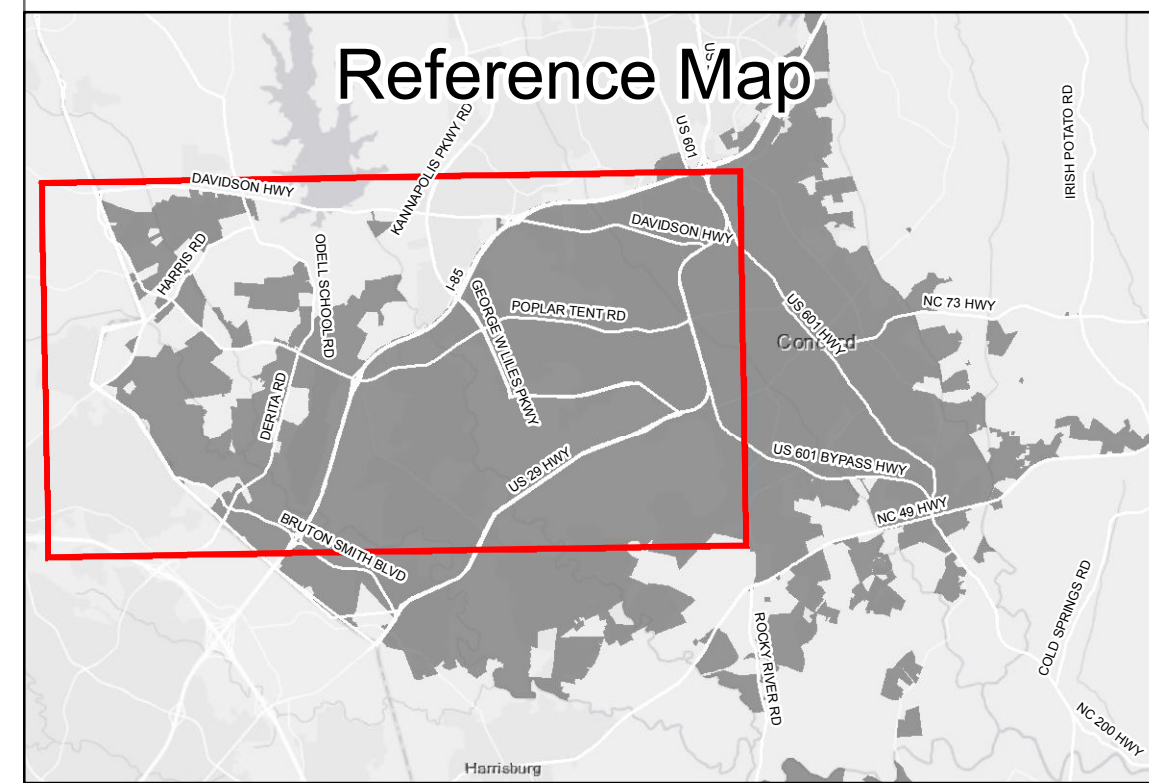 Reference Map
US 601
US
KANNAPOLIS PKWY RD
IRISH POTATO RD
DAVIDSON HWY
DAVIDSON HWY
HARRIS RD
ODELL SCHOOL RD
I-85
GEORGE W LILES PKWY
POPLAR TENT RD
US 601 HWY
NC 73 HWY
Concord
DERITA RD
US 29 HWY
US 601 BYPASS HWY
NC 49 HWY
BRUTON SMITH BLVD
ROCKY RIVER RD
COLD SPRINGS RD
NC 200 HWY
Harrisburg